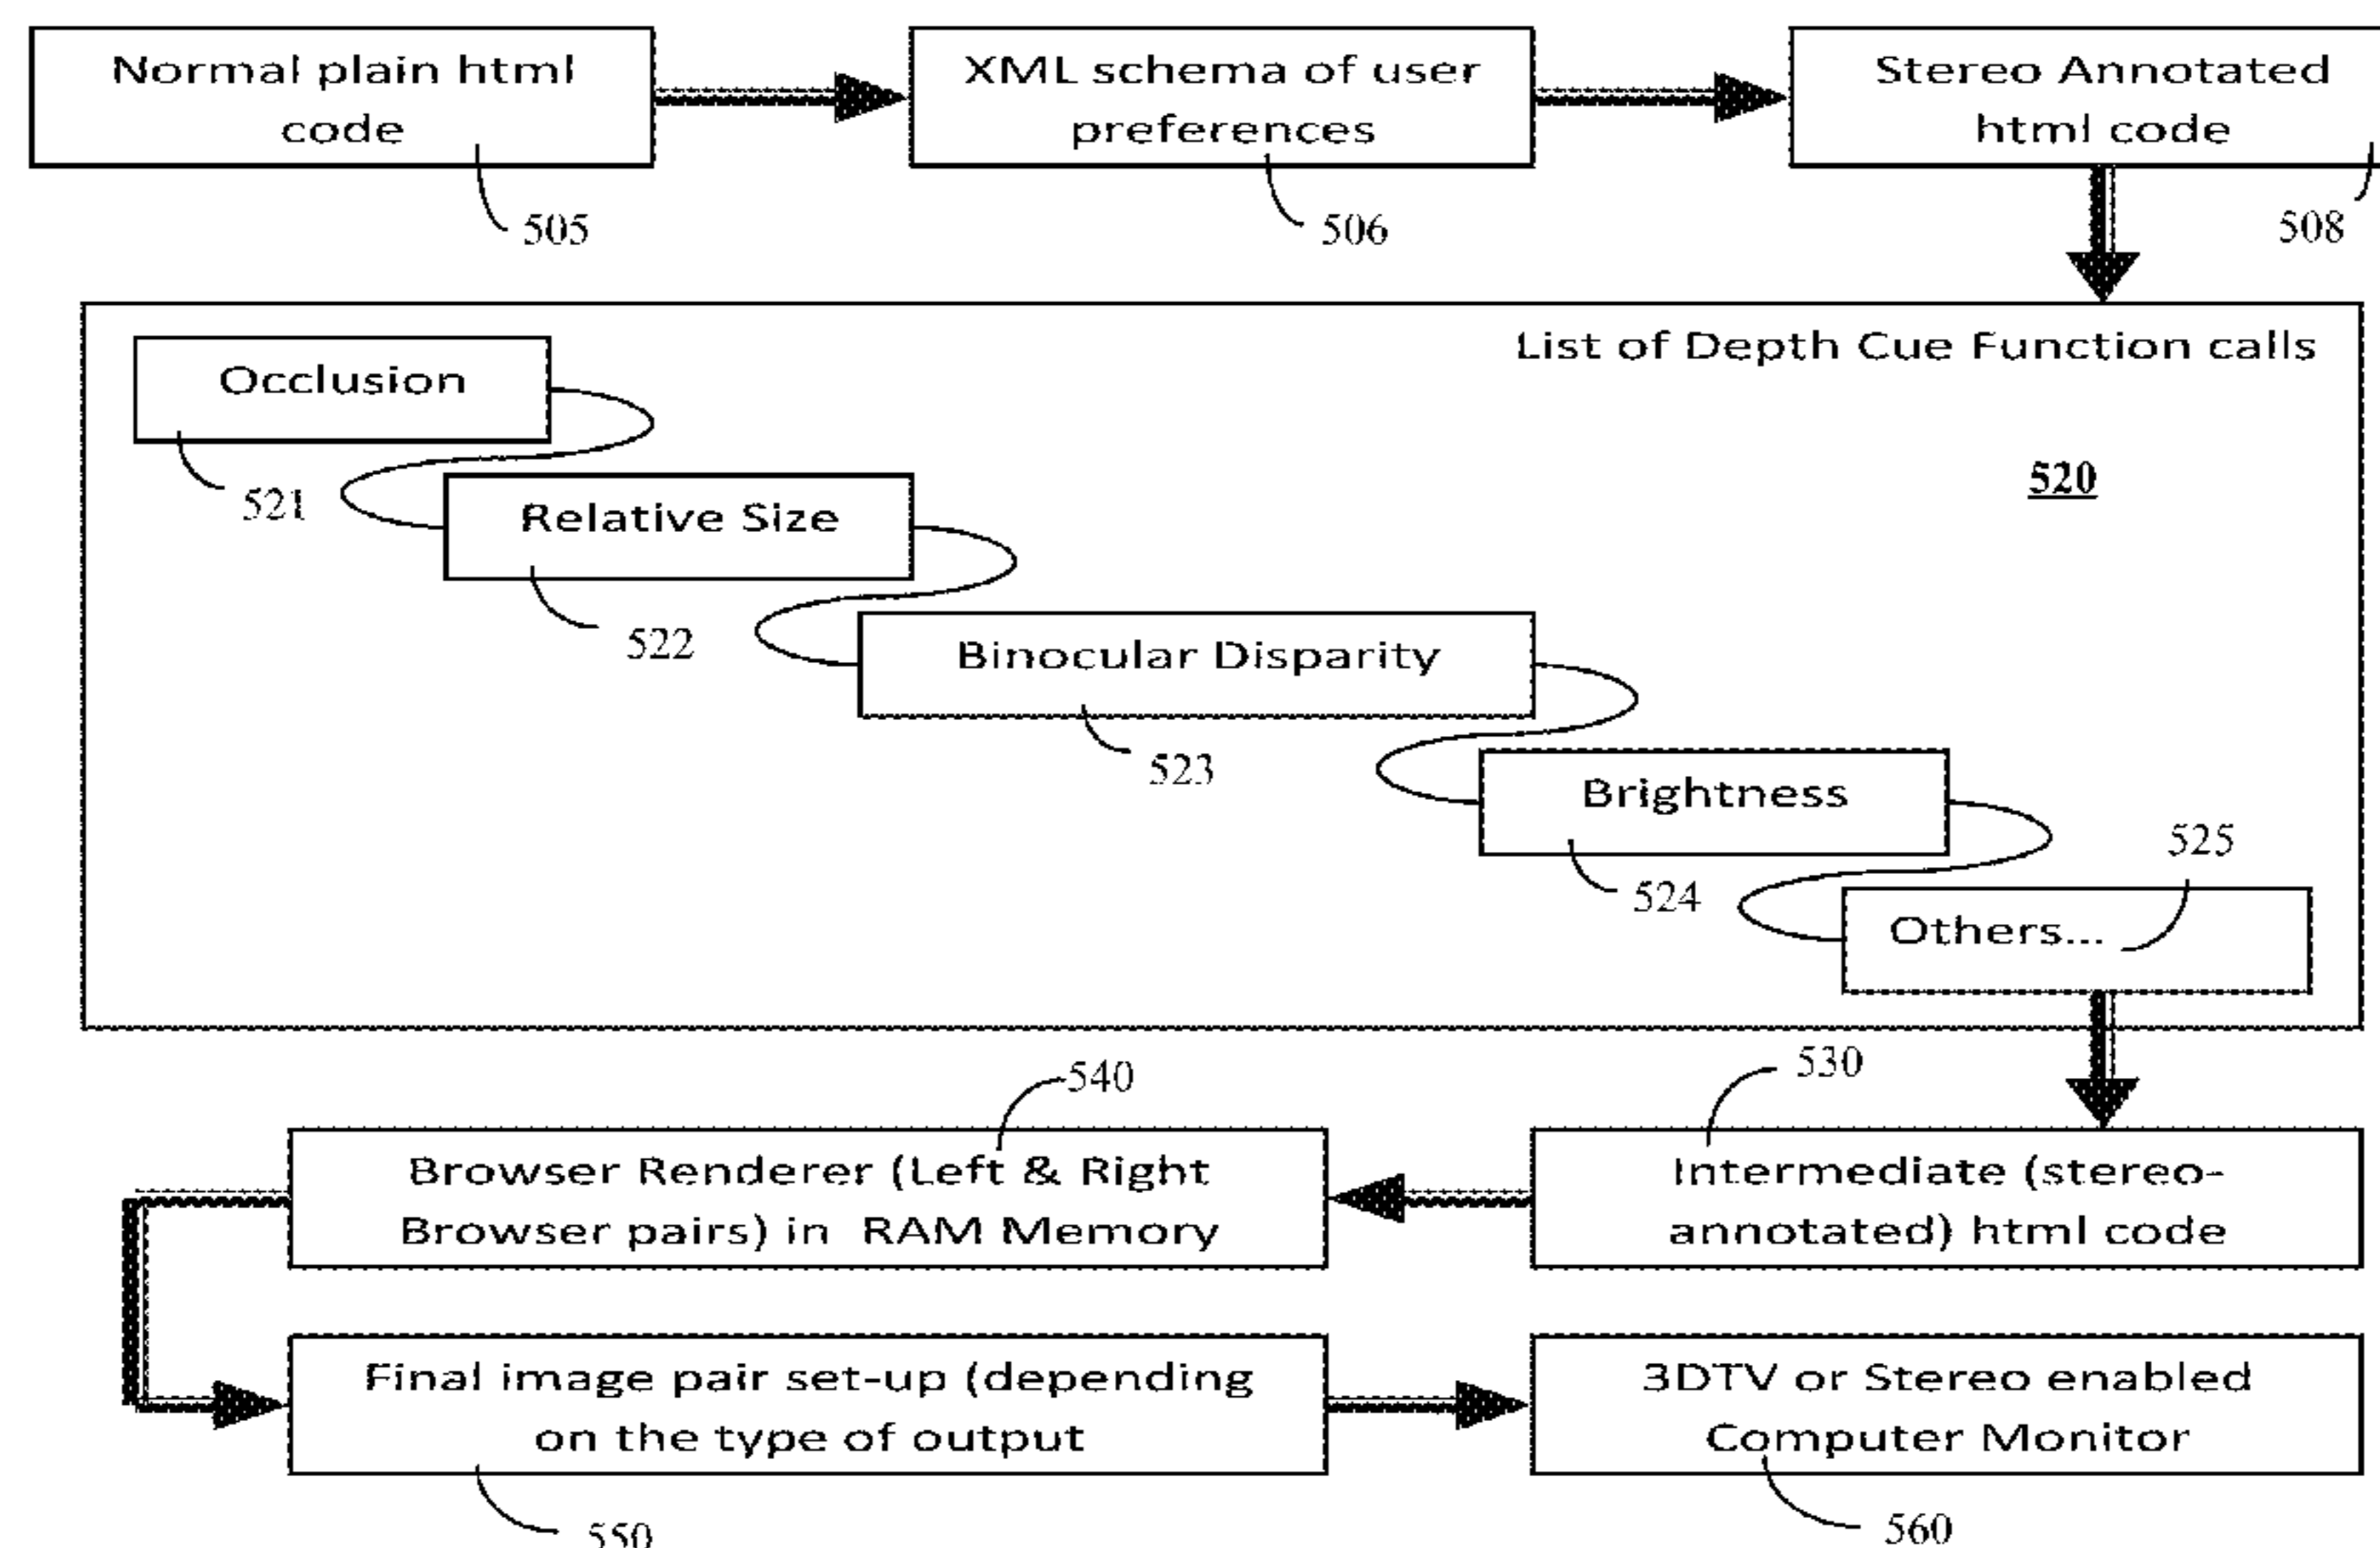 Normal plain html
code
505
XML schema of user
preferences
506
Stereo Annotated
html code
508
List of Depth Cue Function calls
520
Occlusion
521
Relative Size
522
Binocular Disparity
523
Brightness
524
Others...
525
530
Intermediate (stereo-
annotated) html code
540
Browser Renderer (Left & Right
Browser pairs) in RAM Memory
Final image pair set-up (depending
on the type of output
550
3DTV or Stereo enabled
Computer Monitor
560